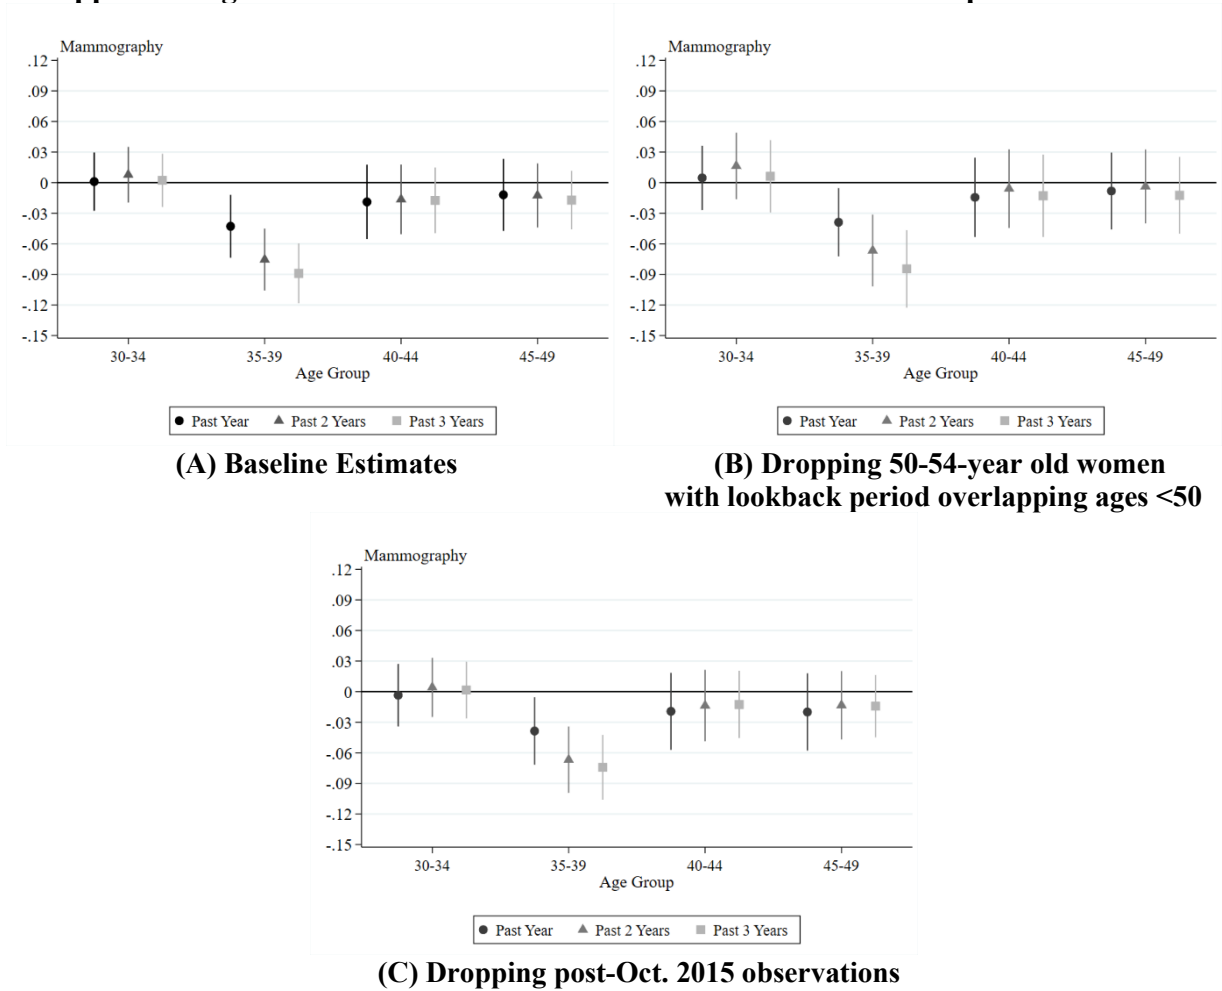 Mammography
.12
.09
.06
.03
0
-.03
-.06
-.09
-.12
-.15
30-34 35-39 40-44 45-49
Age Group
Past Year Past 2 Years Past 3 Years
(A) Baseline Estimates
Mammography
.12
.09
.06
.03
0
-.03
-.06
-.09
-.12
-.15
30-34 35-39 40-44 45-49
Age Group
Past Year Past 2 Years Past 3 Years
(B) Dropping 50-54-year old women
with lookback period overlapping ages <50
Mammography
.12
.09
.06
.03
0
-.03
-.06
-.09
-.12
-.15
30-34 35-39 40-44 45-49
Age Group
Past Year Past 2 Years Past 3 Years
(C) Dropping post-Oct. 2015 observations